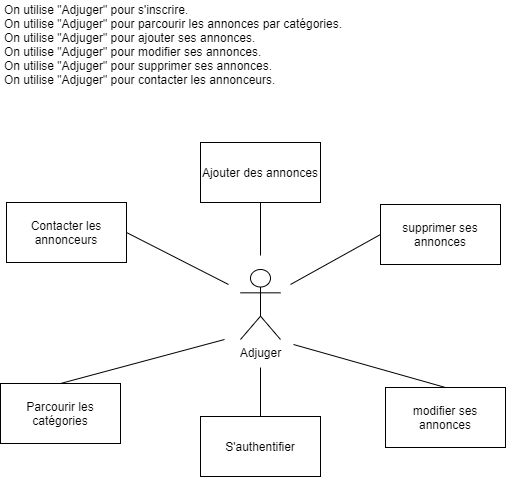 On utilise "Adjuger" pour s'inscrire.
On utilise "Adjuger" pour parcourir les annonces par catégories.
On utilise "Adjuger" pour ajouter ses annonces.
On utilise "Adjuger" pour modifier ses annonces.
On utilise "Adjuger" pour supprimer ses annonces.
On utilise "Adjuger" pour contacter les annonceurs.
Ajouter des annonces
Contacter les
annonceurs
supprimer ses
annonces
Adjuger
Parcourir les
catégories
S'authentifier
modifier ses
annonces